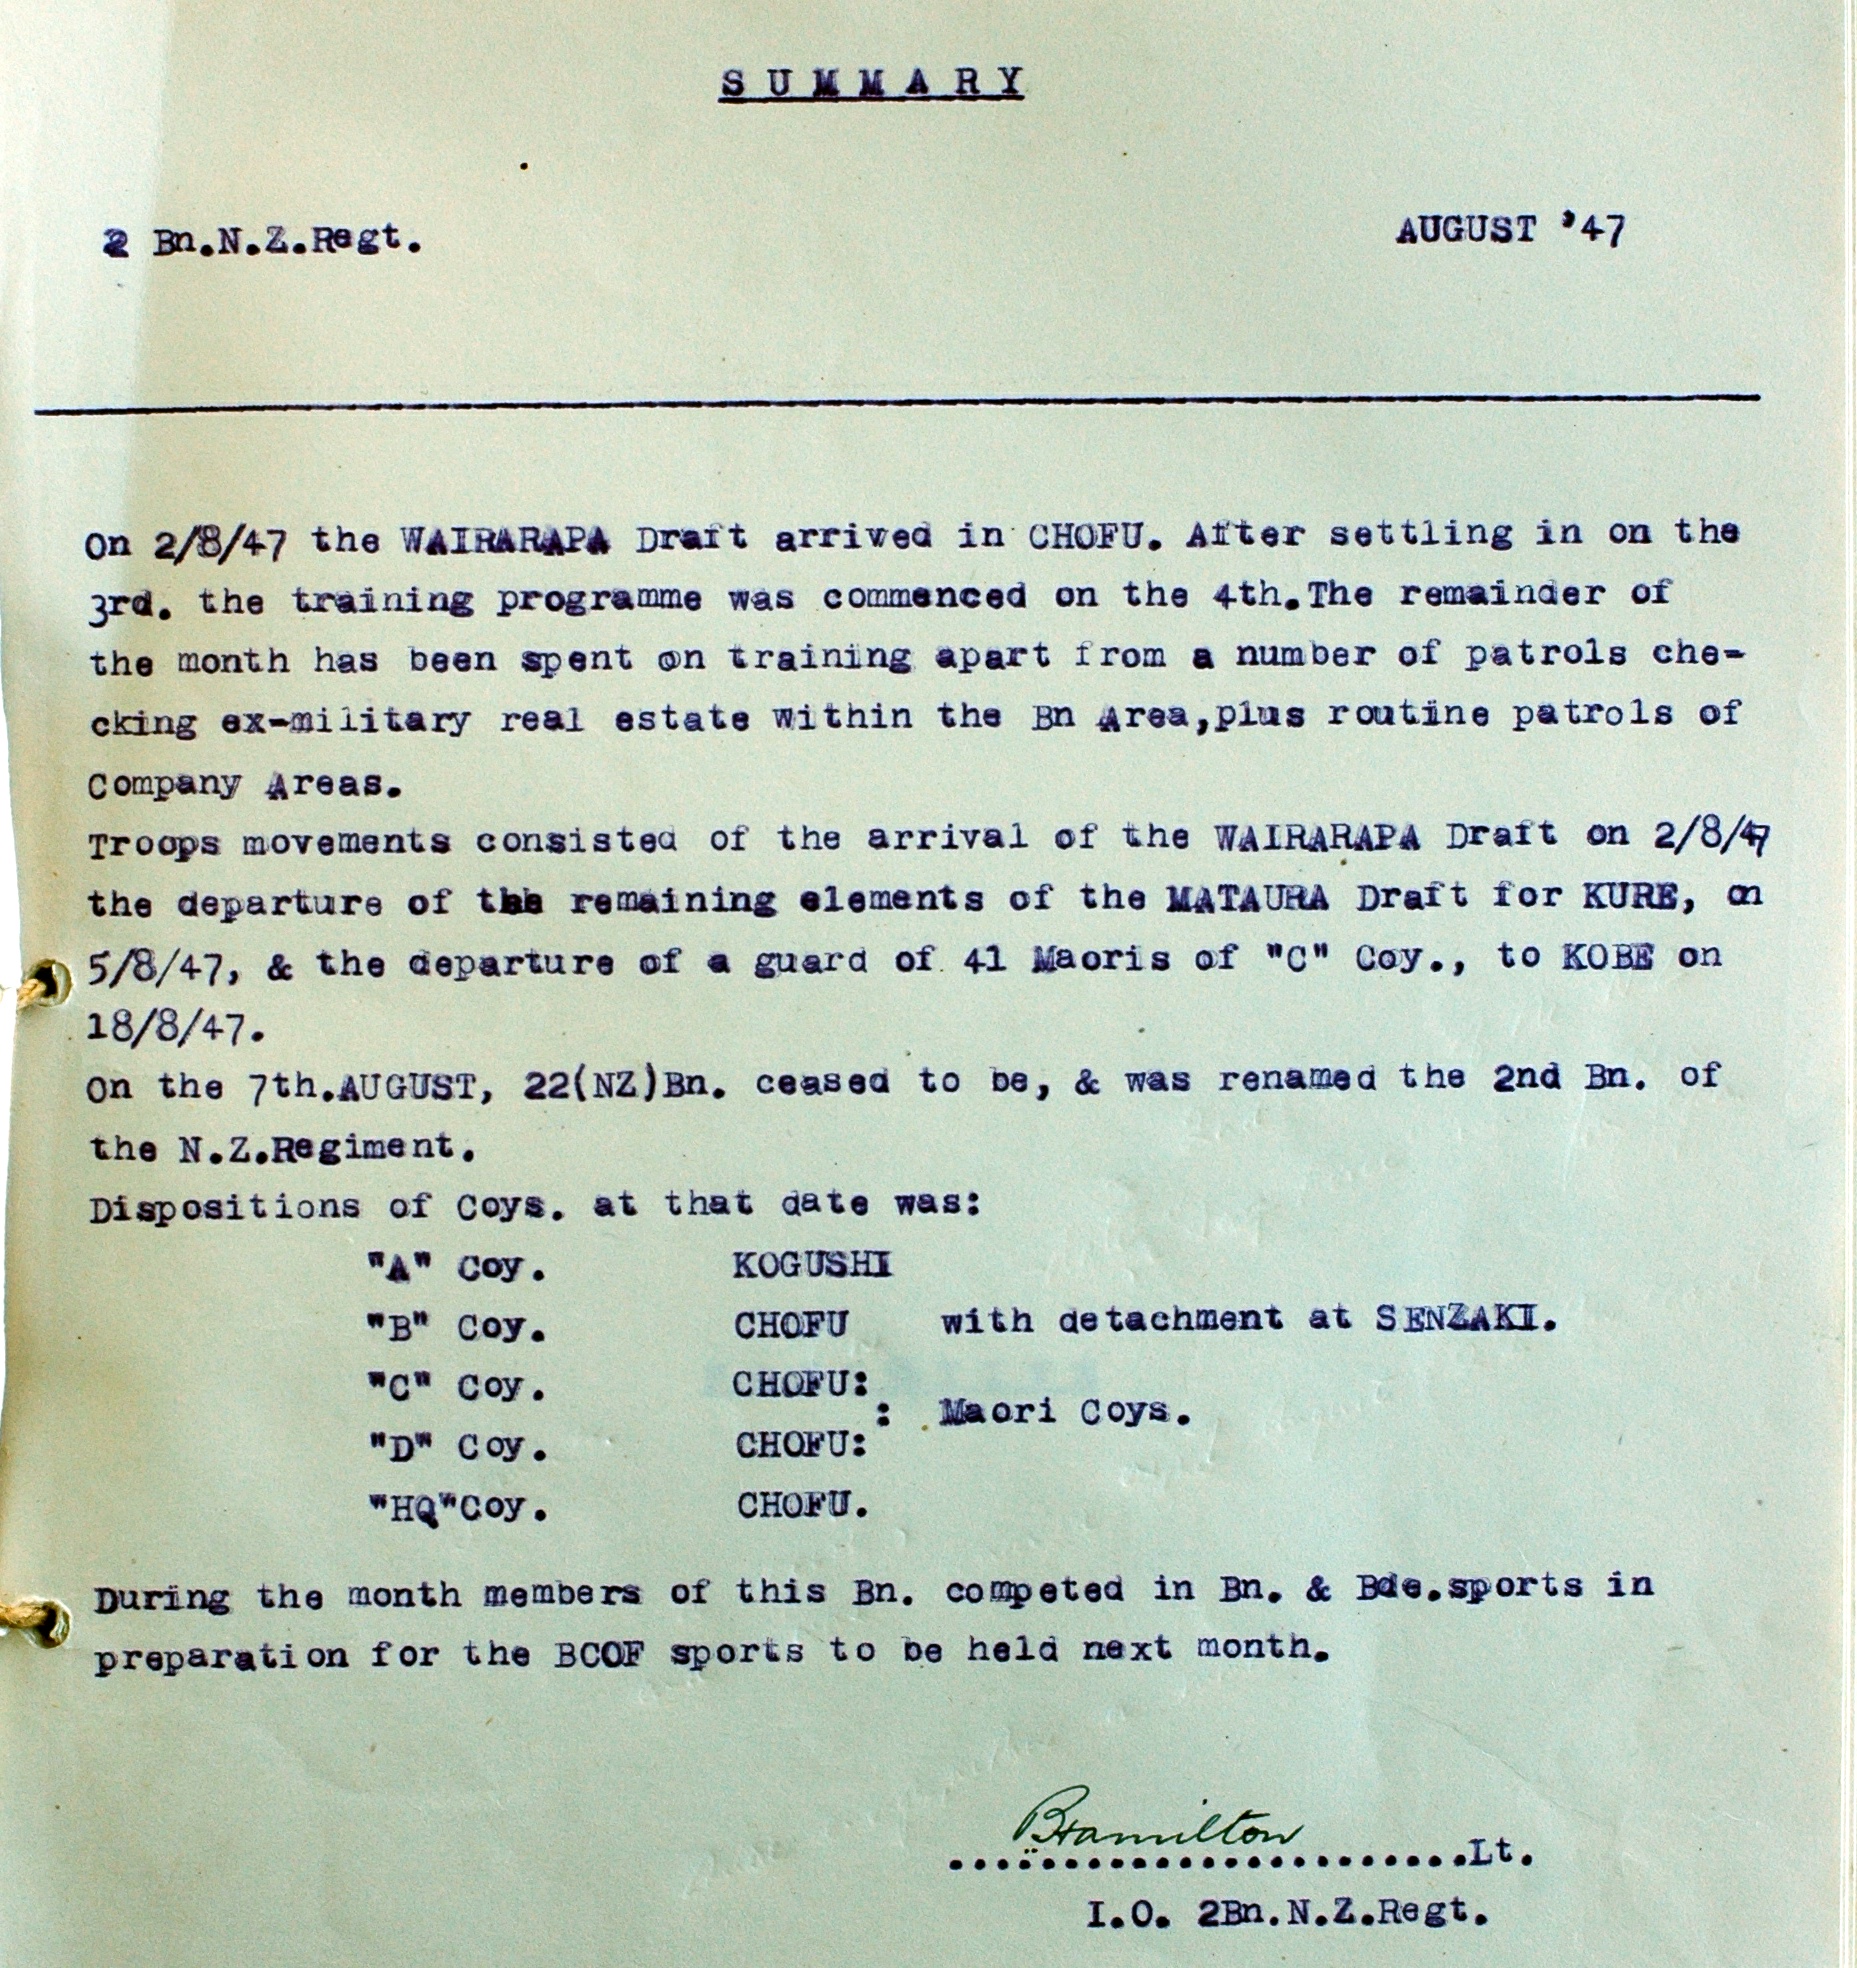 SUMMARY
2 Bn.N.Z.Regt. AUGUST '47
On 2/8/47 the WAIRARAPA Draft arrived in CHOFU. After settling in on the
3rd. the training programme was commenced on the 4th.The remainder of
the month has been spent on training apart from a number of patrols che-
cking ex-military real estate within the Bn Area,plus routine patrols of
Company Areas.
Troops movements consisted of the arrival of the WAIRARAPA Draft on 2/8/47
the departure of the remaining elements of the MATAURA Draft for KURE, on
5/8/47, & the departure of a guard of 41 Maoris of "C" Coy., to KOBE on
18/8/47.
On the 7th.AUGUST, 22(NZ)Bn. ceased to be, & was renamed the 2nd Bn. of
the N.Z.Regiment.
Dispositions of Coys. at that date was:
"A" Coy. KOGUSHI
"B" Coy. CHOFU with detachment at SENZAKI.
"C" Coy. CHOFU:
: Maori Coys.
"D" Coy. CHOFU:
"HQ"Coy. CHOFU.
During the month members of this Bn. competed in Bn. & Bde.sports in
preparation for the BCOF sports to be held next month.
BHamilton
..........................Lt.
I.O. 2Bn.N.Z.Regt.